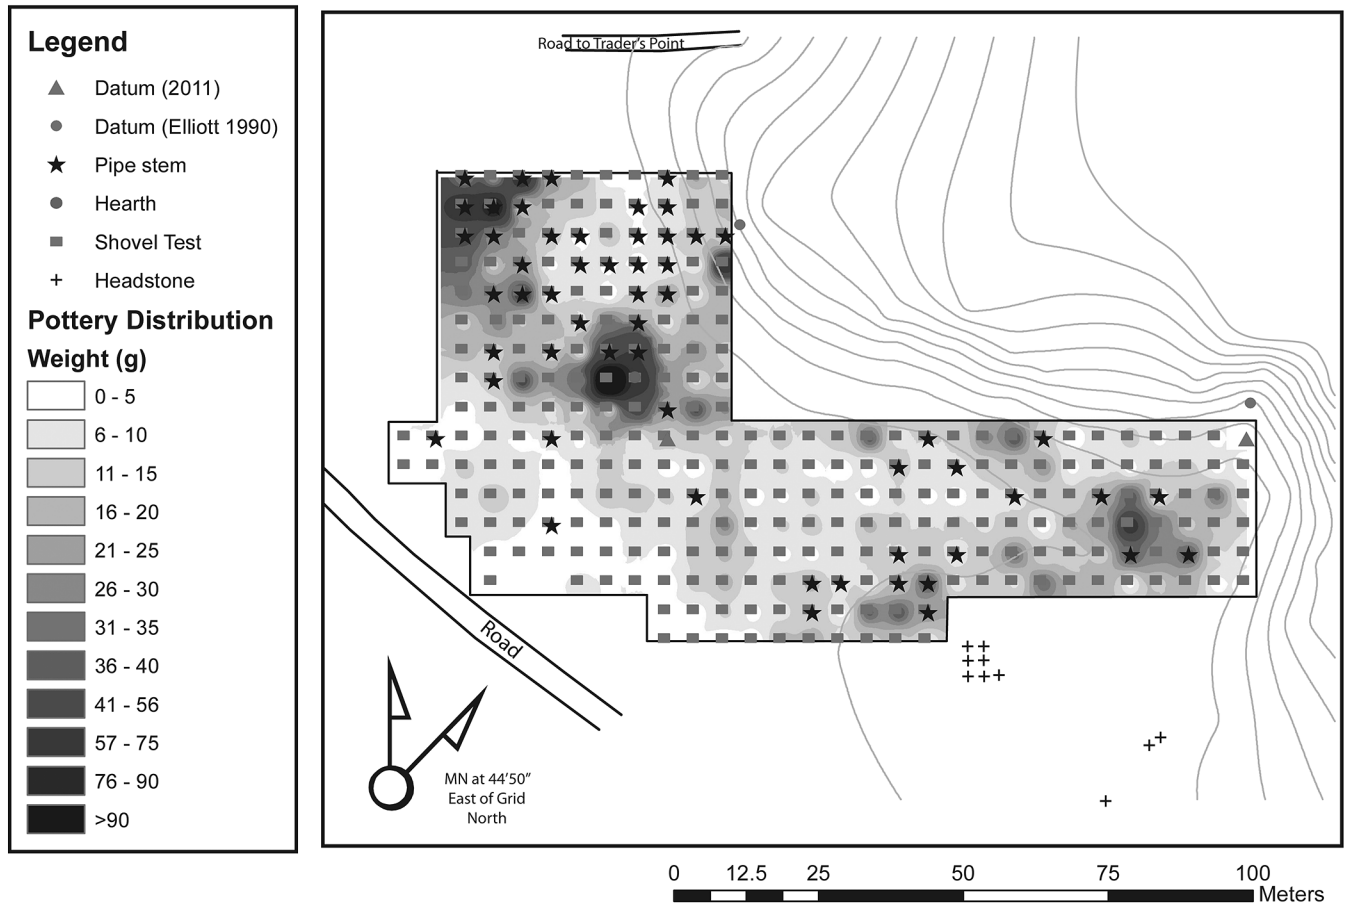 Legend
Datum (2011)
Datum (Elliott 1990)
Pipe stem
Hearth
Shovel Test
Headstone
Pottery Distribution
Weight (g)
0 - 5
6 - 10
11 - 15
16 - 20
21 - 25
26 - 30
31 - 35
36 - 40
41 - 56
57 - 75
76 - 90
>90
Road to Trader's Point
Road
MN at 44'50"
East of Grid
North
0 12.5 25 50 75 100
Meters